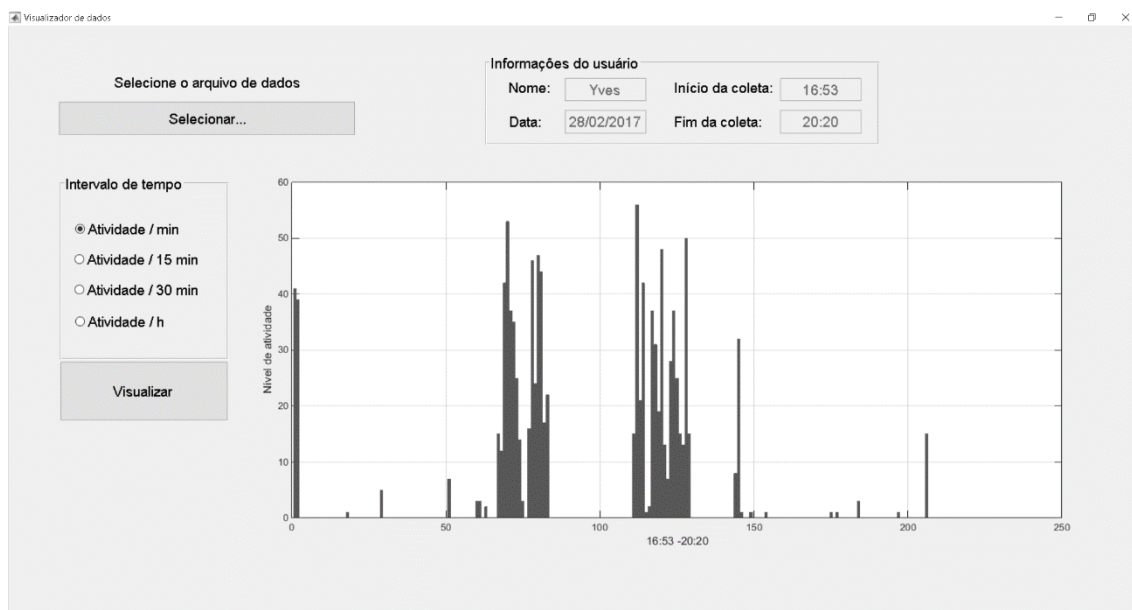 Visualizador de dados
Selecione o arquivo de dados
Selecionar...
Informações do usuário
Nome: Yves Início da coleta: 16:53
Data: 28/02/2017 Fim da coleta: 20:20
Intervalo de tempo
Atividade / min
Atividade / 15 min
Atividade / 30 min
Atividade / h
Visualizar
Nível de atividade
60
50
40
30
20
10
0
0 50 100 150 200 250
16:53 -20:20